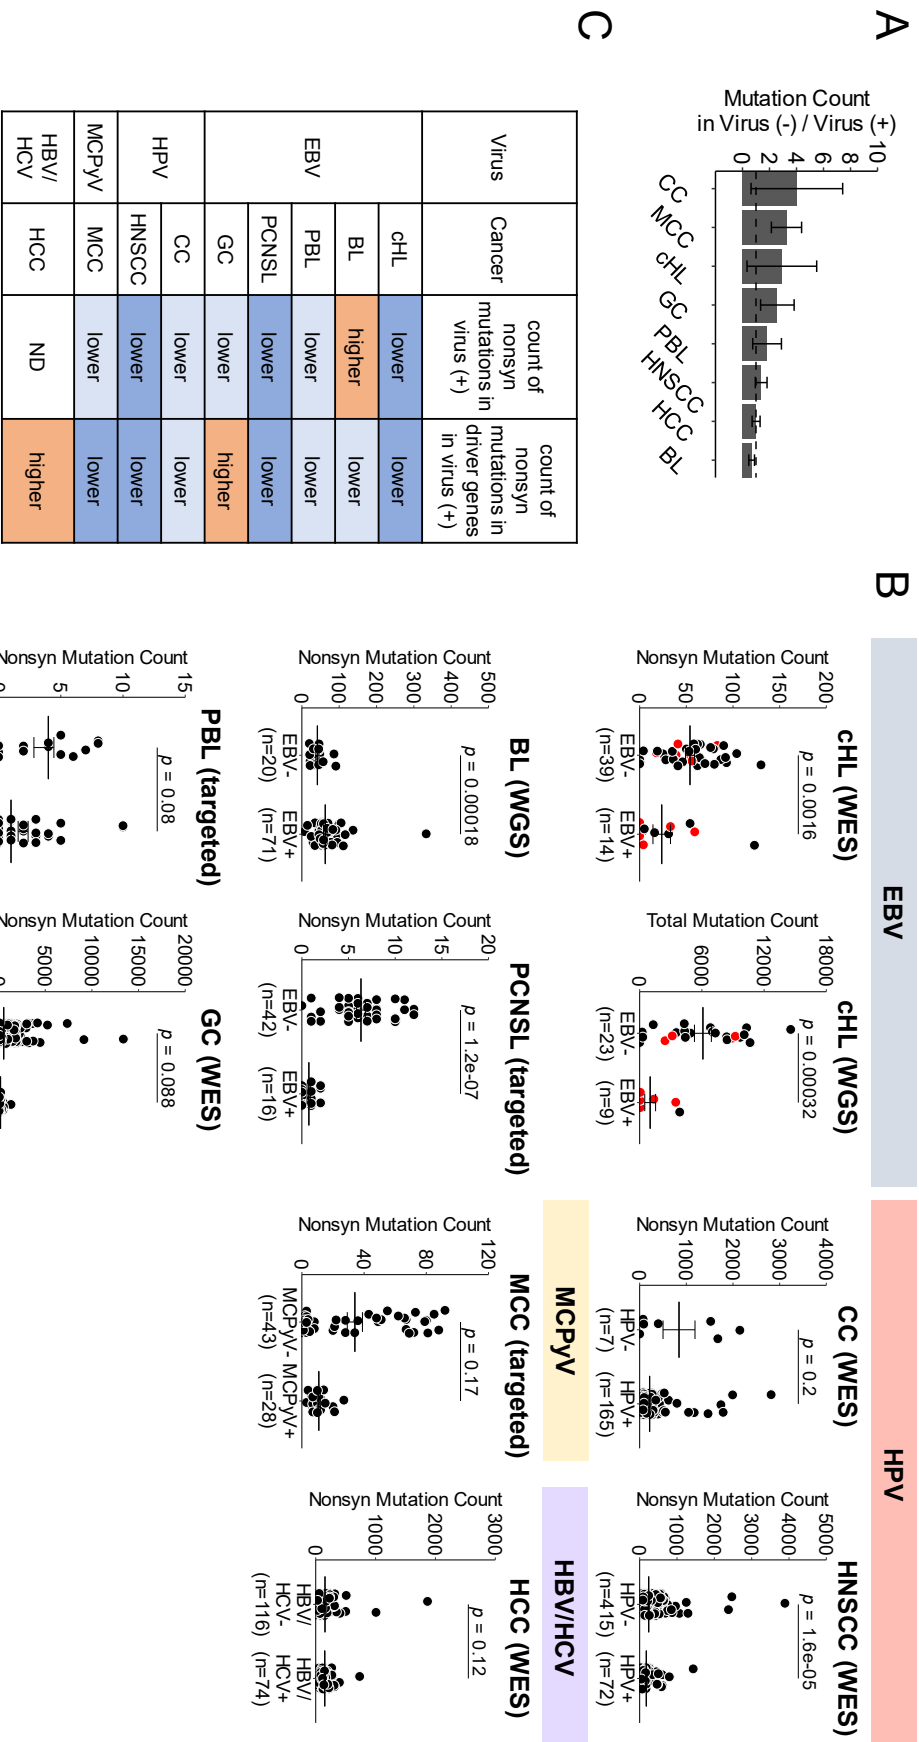 A
Mutation Count
in Virus (-) / Virus (+)
10
8
6
4
2
0
CC
MCC
cHL
GC
PBL
HNSCC
HCC
BL
B
EBV
HPV
cHL (WES)
Nonsyn Mutation Count
200
150
100
50
0
p = 0.0016
EBV-
(n=39)
EBV+
(n=14)
cHL (WGS)
Total Mutation Count
18000
12000
6000
0
p = 0.00032
EBV-
(n=23)
EBV+
(n=9)
CC (WES)
Nonsyn Mutation Count
4000
3000
2000
1000
0
p = 0.2
HPV-
(n=7)
HPV+
(n=165)
HNSCC (WES)
Nonsyn Mutation Count
5000
4000
3000
2000
1000
0
p = 1.6e-05
HPV-
(n=415)
HPV+
(n=72)
BL (WGS)
Nonsyn Mutation Count
500
400
300
200
100
0
p = 0.00018
EBV-
(n=20)
EBV+
(n=71)
PCNSL (targeted)
Nonsyn Mutation Count
20
15
10
5
0
p = 1.2e-07
EBV-
(n=42)
EBV+
(n=16)
MCPyV
MCC (targeted)
Nonsyn Mutation Count
120
80
40
0
p = 0.17
MCPyV-
(n=43)
MCPyV+
(n=28)
HBV/HCV
HCC (WES)
Nonsyn Mutation Count
3000
2000
1000
0
p = 0.12
HBV/
HCV-
(n=116)
HBV/
HCV+
(n=74)
PBL (targeted)
Nonsyn Mutation Count
15
10
5
0
p = 0.08
GC (WES)
Nonsyn Mutation Count
20000
15000
10000
5000
0
p = 0.088
C
Virus
Cancer
count of
nonsyn
mutations in
virus (+)
count of
nonsyn
mutations in
driver genes
in virus (+)
EBV
cHL
lower
lower
BL
higher
lower
PBL
lower
lower
PCNSL
lower
lower
GC
lower
higher
HPV
CC
lower
lower
HNSCC
lower
lower
MCPyV
MCC
lower
lower
HBV/
HCV
HCC
ND
higher